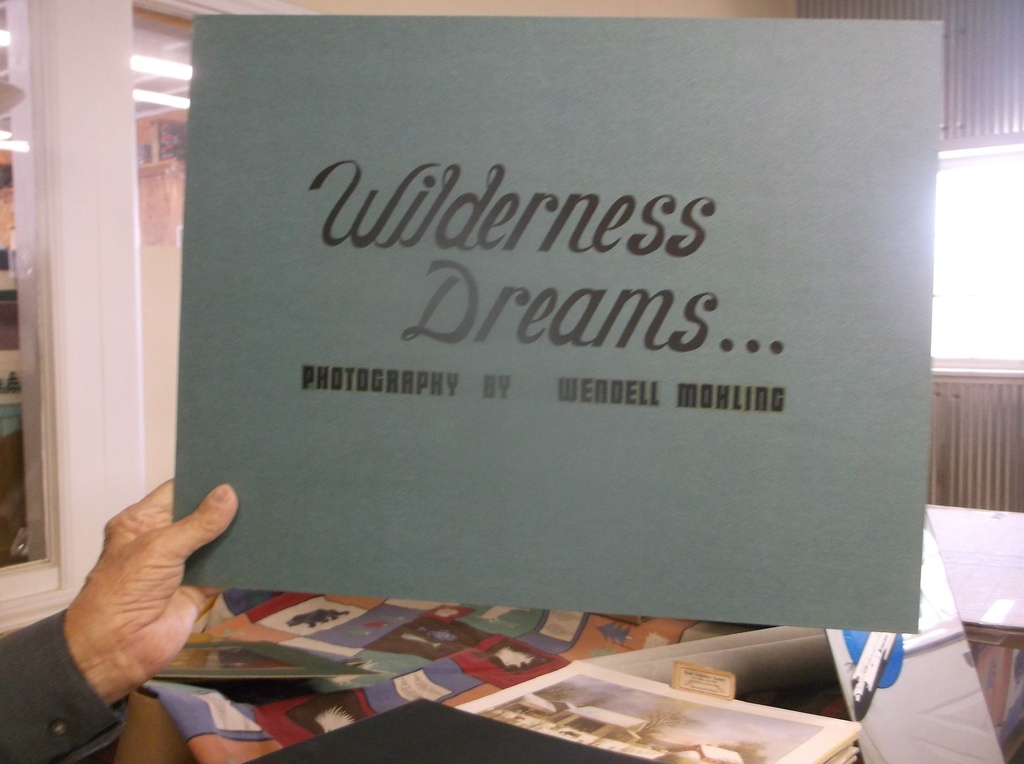 Wilderness
Dreams...
PHOTOGRAPHY BY WENDELL MOHLING